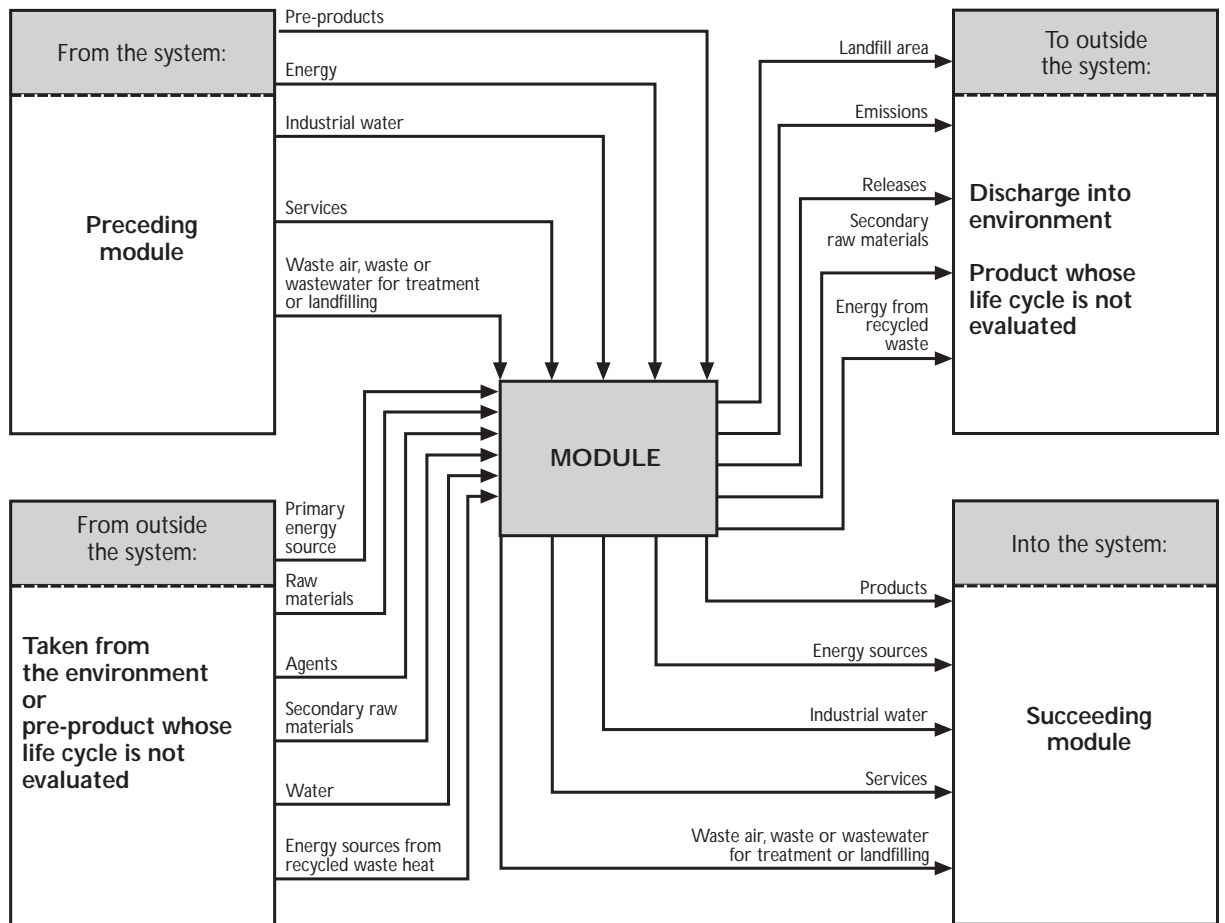 From the system:
Preceding
module
Pre-products
Energy
Industrial water
Services
Waste air, waste or
wastewater for treatment
or landfilling
From outside
the system:
Taken from
the environment
or
pre-product whose
life cycle is not
evaluated
Primary
energy
source
Raw
materials
Agents
Secondary raw
materials
Water
Energy sources from
recycled waste heat
MODULE
Landfill area
Emissions
Releases
Secondary
raw materials
Energy from
recycled
waste
To outside
the system:
Discharge into
environment
Product whose
life cycle is not
evaluated
Products
Energy sources
Industrial water
Services
Waste air, waste or wastewater
for treatment or landfilling
Into the system:
Succeeding
module